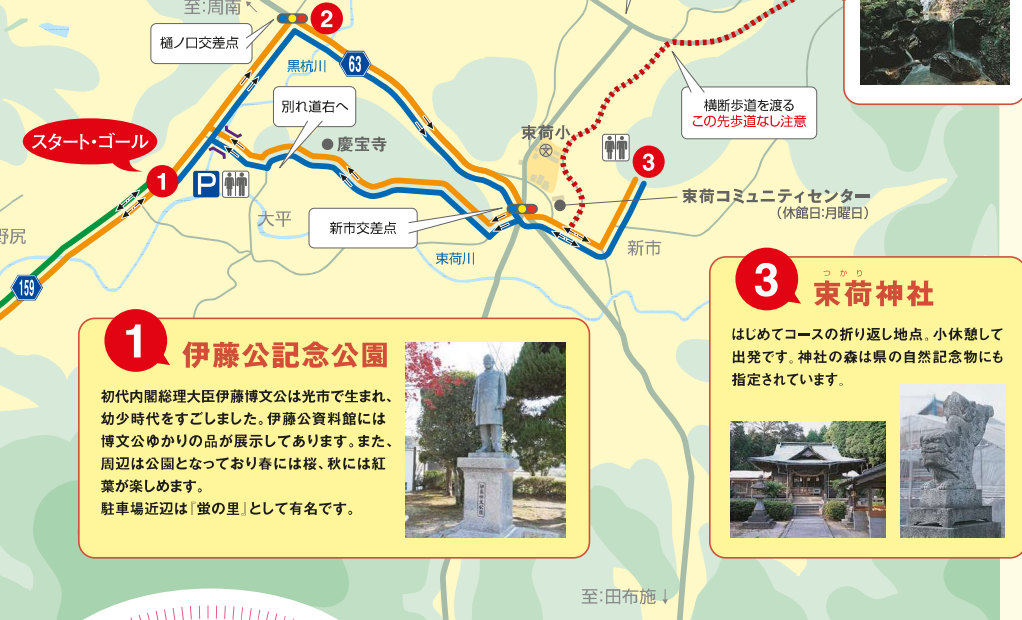 至:周南
2
樋ノ口交差点
黒杭川
63
別れ道右へ
横断歩道を渡る
この先歩道なし注意
スタート・ゴール
慶宝寺
束荷小
文
3
1
P
束荷コミュニティセンター
(休館日:月曜日)
大平
新市交差点
野尻
束荷川
新市
159
1
伊藤公記念公園
初代内閣総理大臣伊藤博文公は光市で生まれ、
幼少時代をすごしました。伊藤公資料館には
博文公ゆかりの品が展示してあります。また、
周辺は公園となっており春には桜、秋には紅
葉が楽しめます。
駐車場近辺は『蛍の里』として有名です。
3
つかり
束荷神社
はじめてコースの折り返し地点。小休憩して
出発です。神社の森は県の自然記念物にも
指定されています。
至:田布施↓